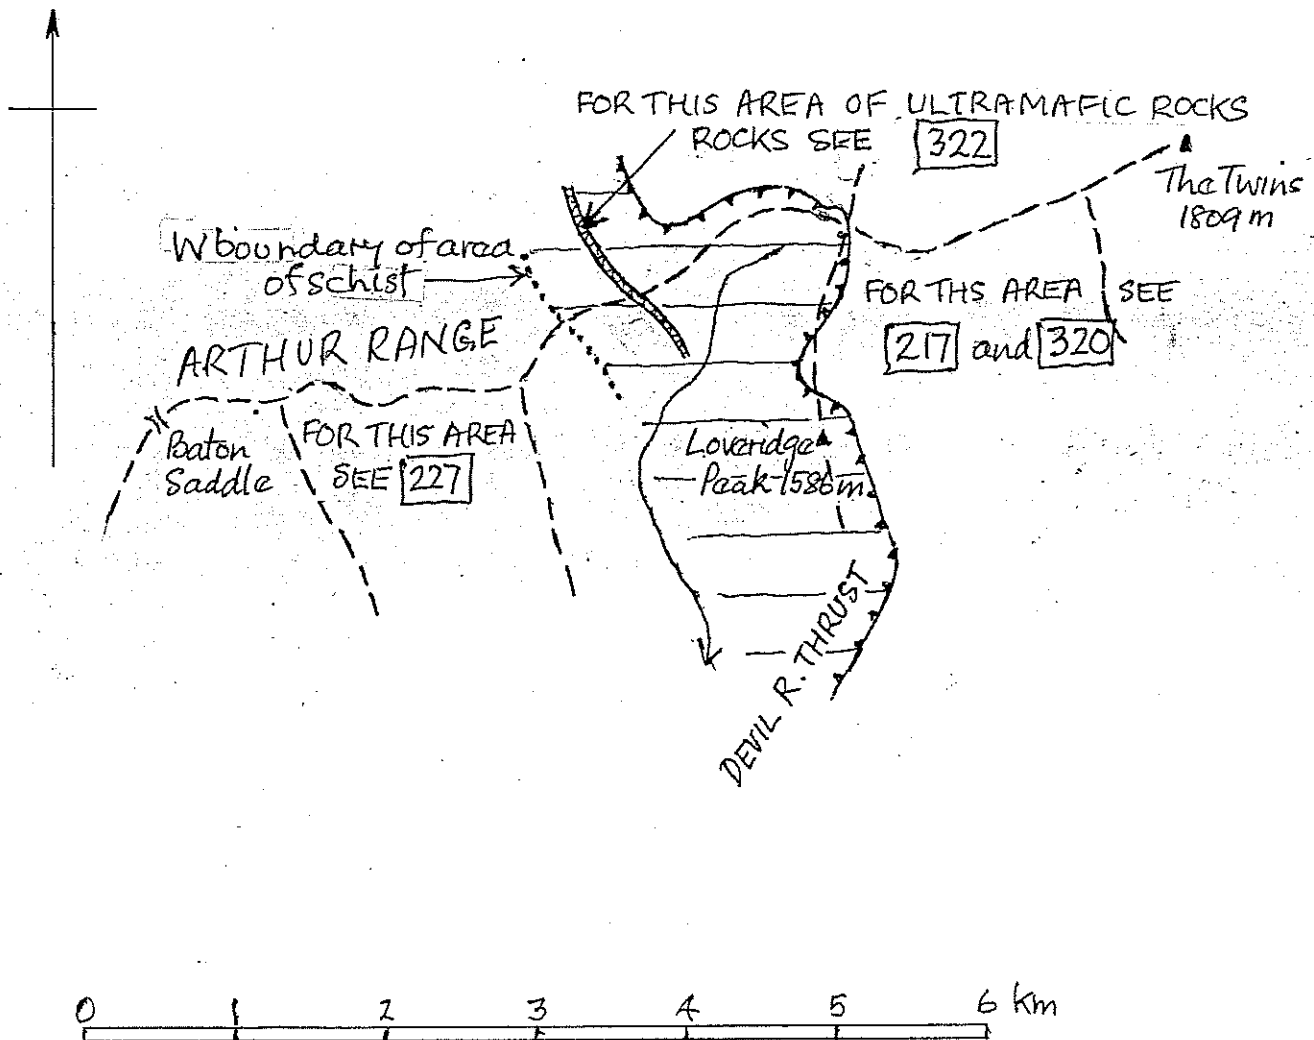 FOR THIS AREA OF ULTRAMAFIC ROCKS
ROCKS SEE 322
The Twins
1809 m
W boundary of area
of schist
FOR THS AREA SEE
217 and 320
ARTHUR RANGE
Baton
Saddle
FOR THIS AREA
SEE 227
Loveridge
Peak 1586 m
DEVIL R. THRUST
0 1 2 3 4 5 6 km